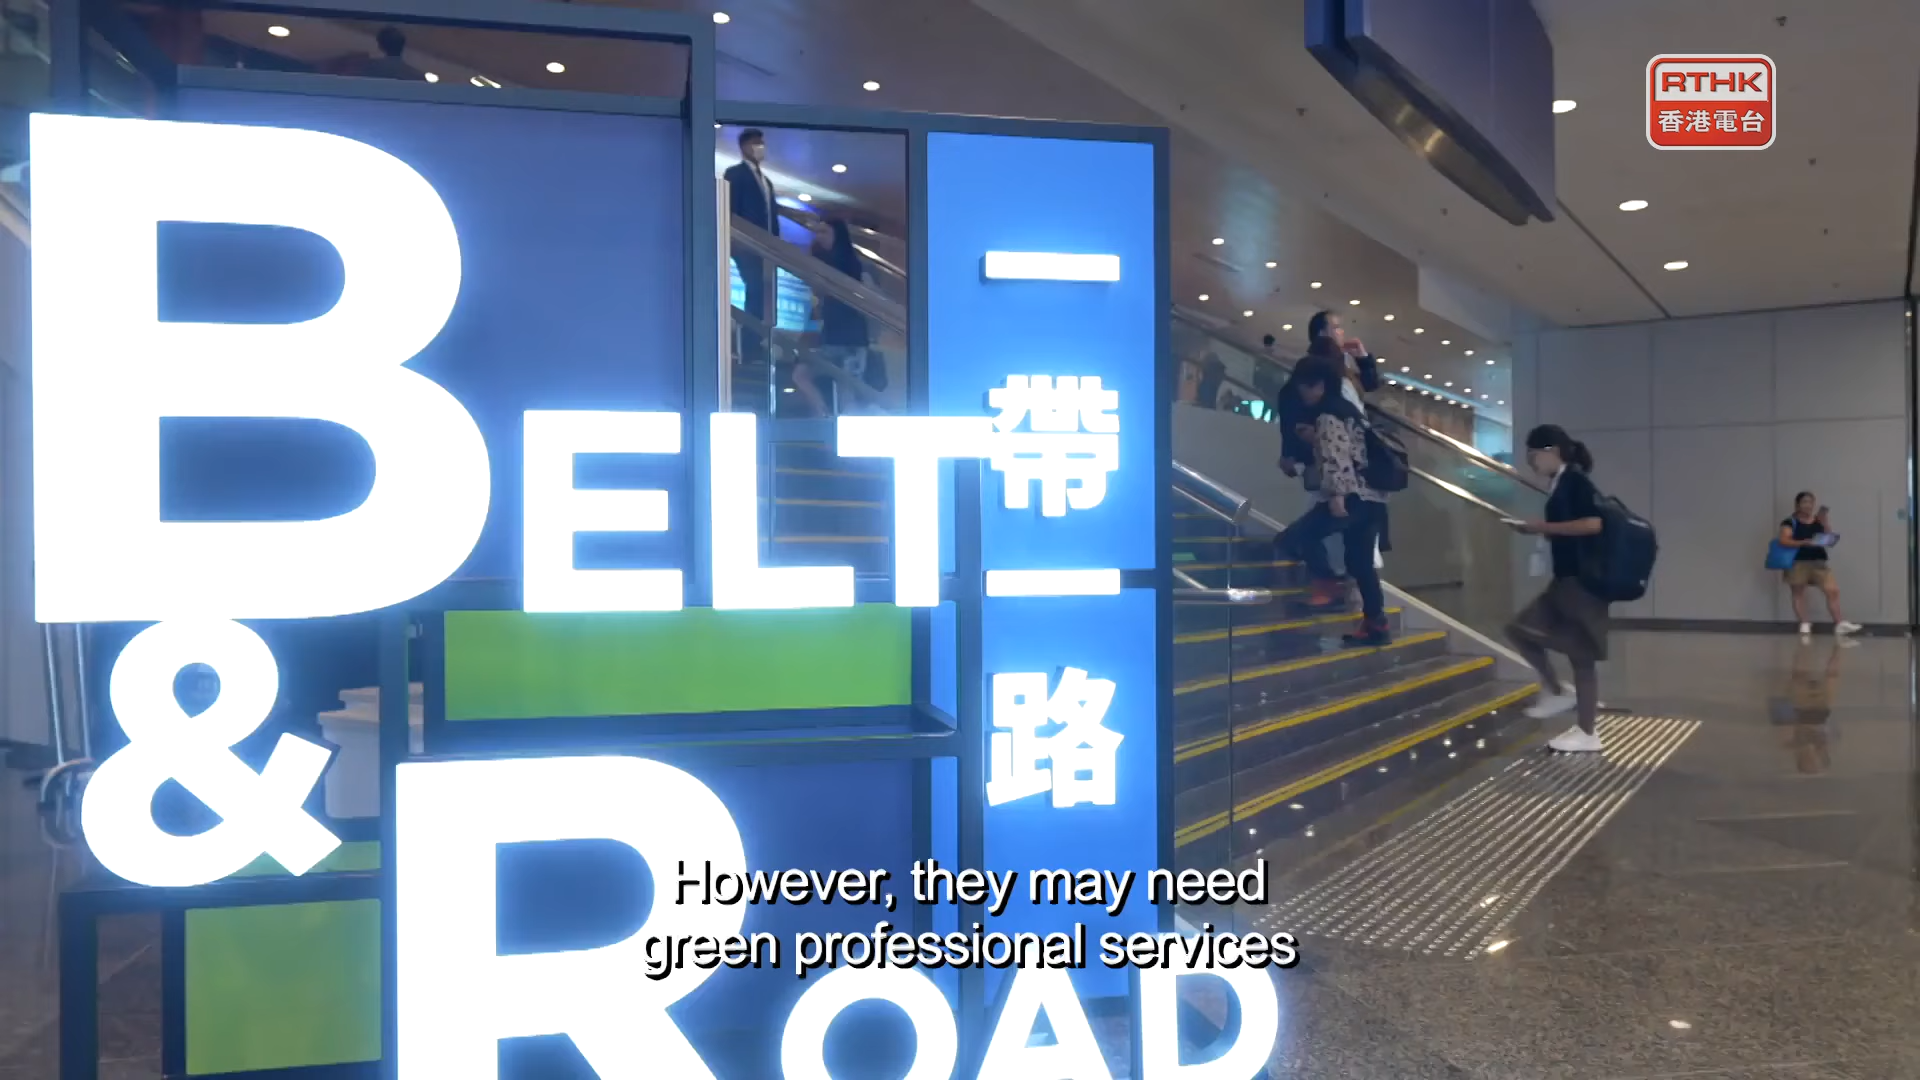 RTHK
香港電台
BELT
&
ROAD
一帶一路
However, they may need
green professional services